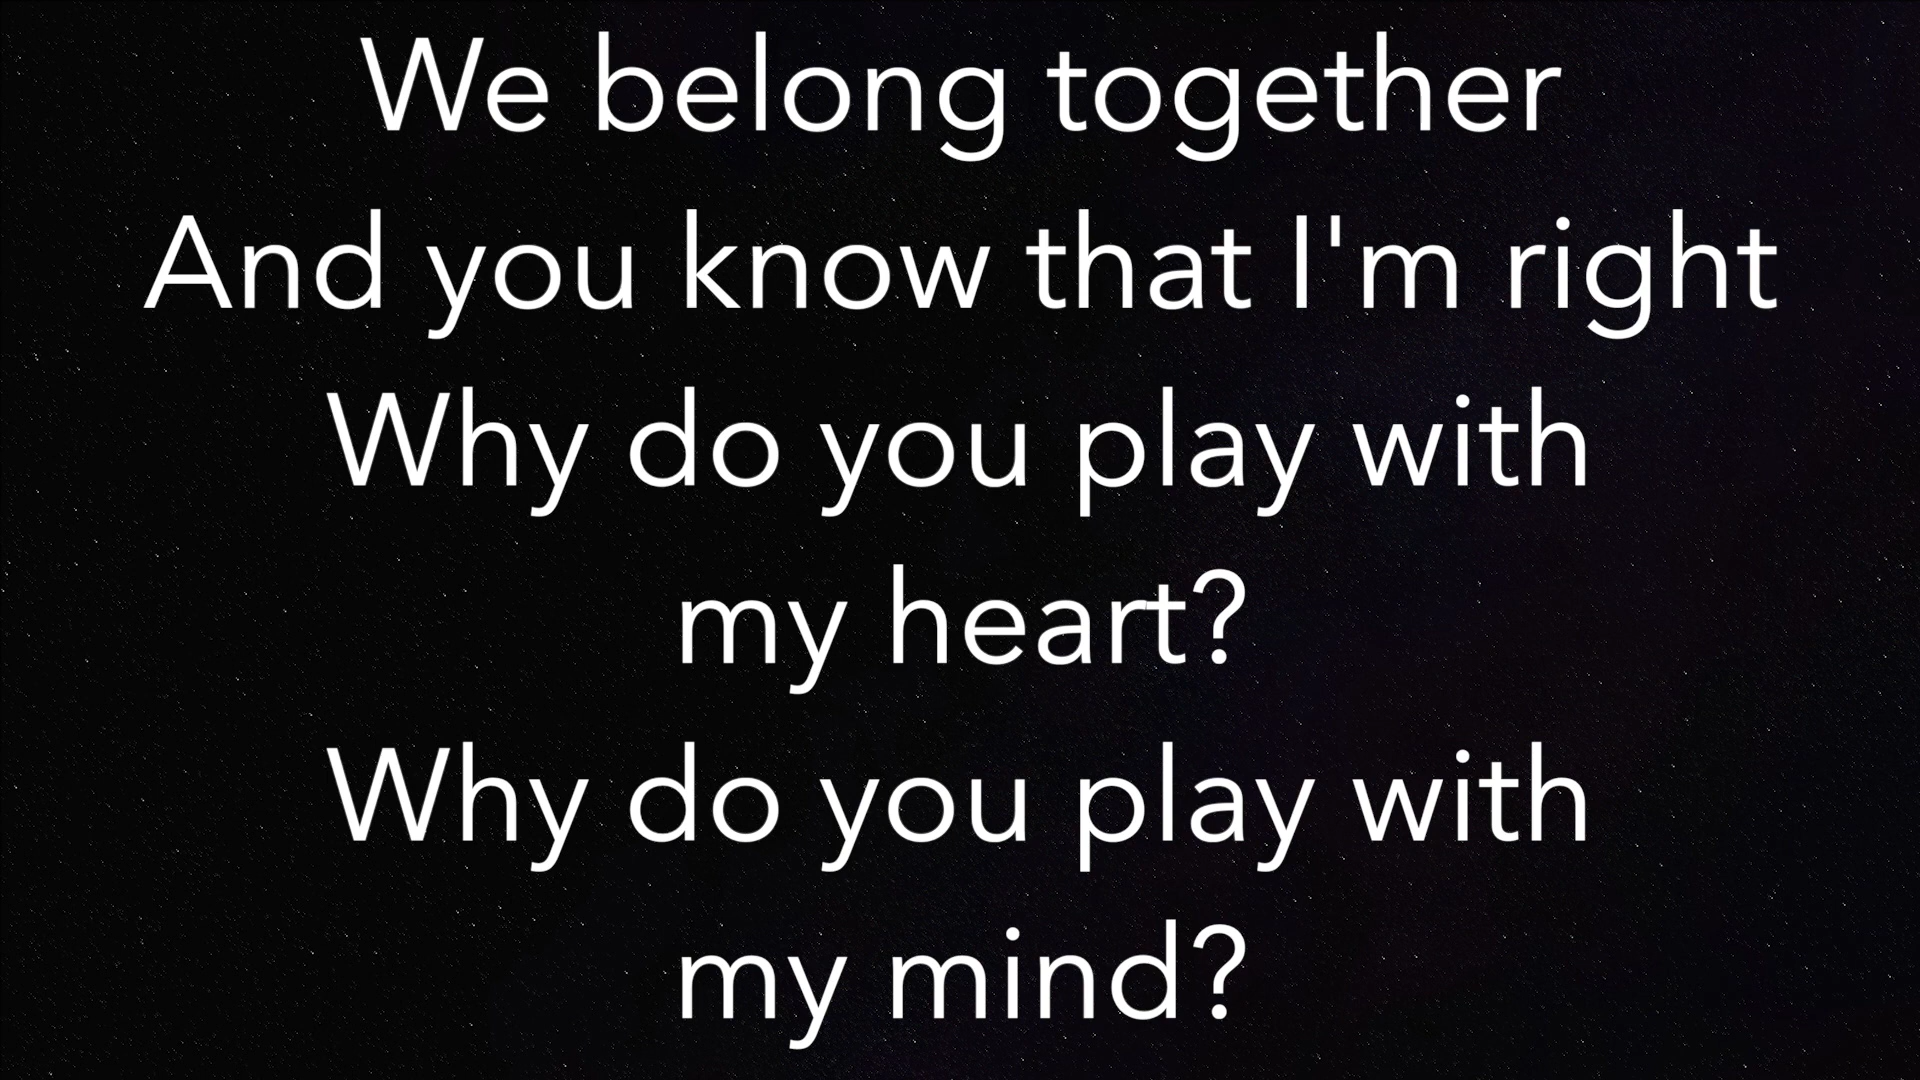 We belong together
And you know that I'm right
Why do you play with
my heart?
Why do you play with
my mind?